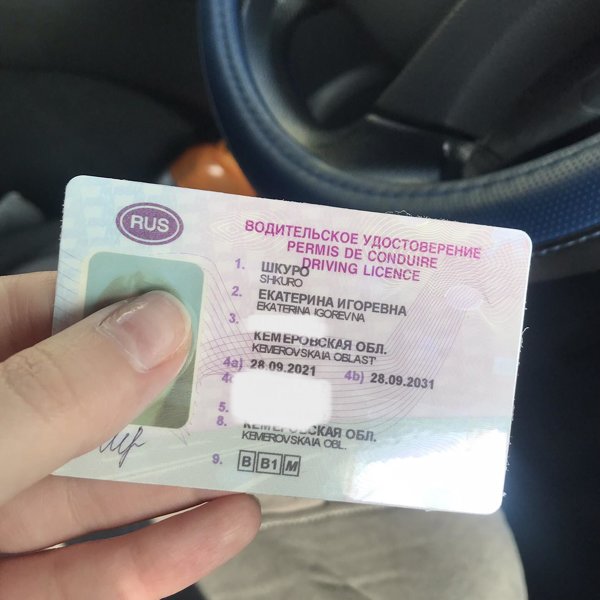 RUS
ВОДИТЕЛЬСКОЕ УДОСТОВЕРЕНИЕ
PERMIS DE CONDUIRE
DRIVING LICENCE
1. ШКУРО
SHKURO
2. ЕКАТЕРИНА ИГОРЕВНА
EKATERINA IGOREVNA
3.
КЕМЕРОВСКАЯ ОБЛ.
KEMEROVSKAIA OBLAST
4a) 28.09.2021 4b) 28.09.2031
5.
8. КЕМЕРОВСКАЯ ОБЛ.
KEMEROVSKAIA OBL.
9. B B1 M